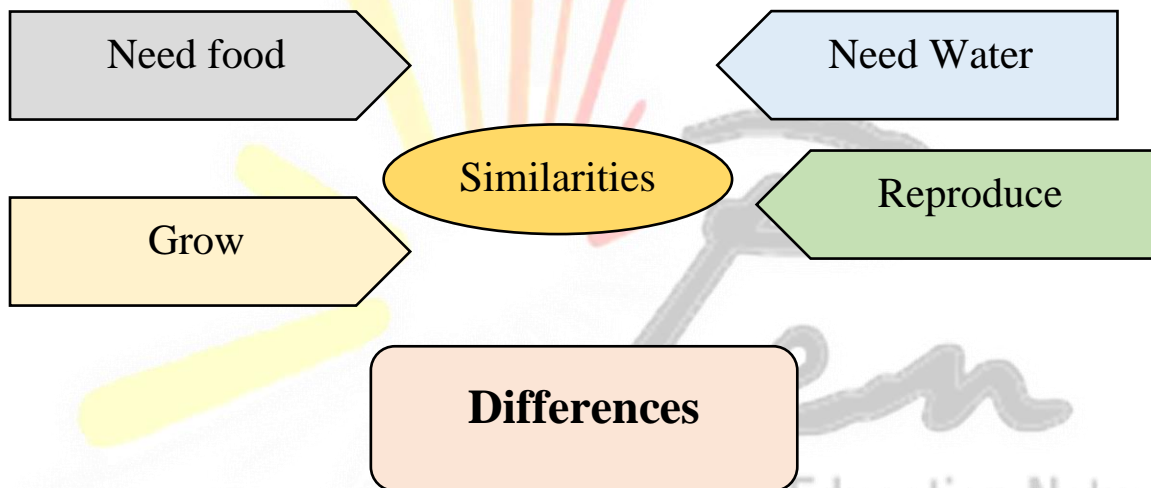 Need food
Need Water
Similarities
Reproduce
Grow
Differences